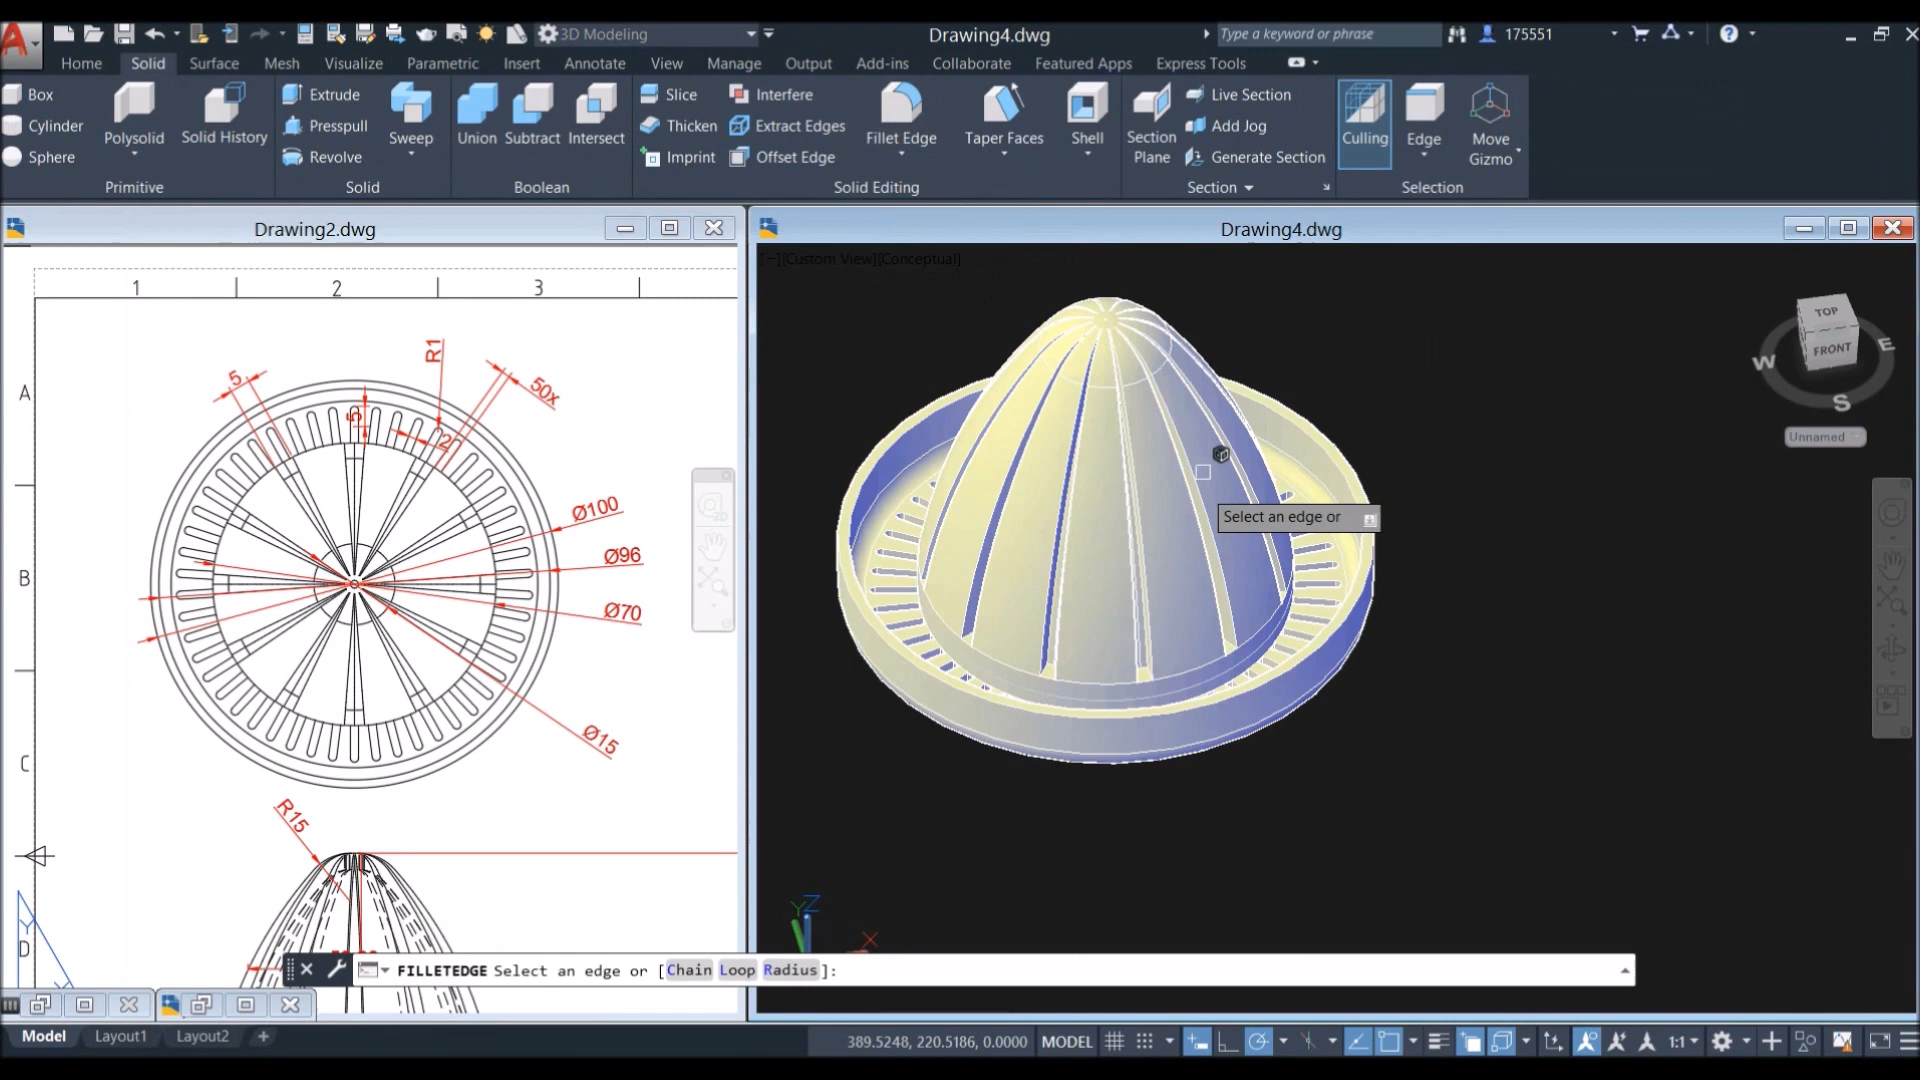 3D Modeling
Drawing4.dwg
Type a keyword or phrase
175551
Home Solid Surface Mesh Visualize Parametric Insert Annotate View Manage Output Add-ins Collaborate Featured Apps Express Tools
Box
Cylinder
Sphere
Polysolid
Solid History
Primitive
Extrude
Presspull
Revolve
Sweep
Solid
Union Subtract Intersect
Boolean
Slice
Thicken
Imprint
Interfere
Extract Edges
Offset Edge
Fillet Edge
Taper Faces
Shell
Solid Editing
Section
Plane
Live Section
Add Jog
Generate Section
Section
Culling
Edge
Move
Gizmo
Selection
Drawing2.dwg
Drawing4.dwg
1 2 3
A
B
C
D
5
R1
50x
5
2
Ø100
Ø96
Ø70
Ø15
R15
Y
[−][Custom View][Conceptual]
TOP
FRONT
W
E
S
Unnamed
Select an edge or
Y Z
X
FILLETEDGE Select an edge or [Chain Loop Radius]:
Model Layout1 Layout2 +
389.5248, 220.5186, 0.0000 MODEL
1:1